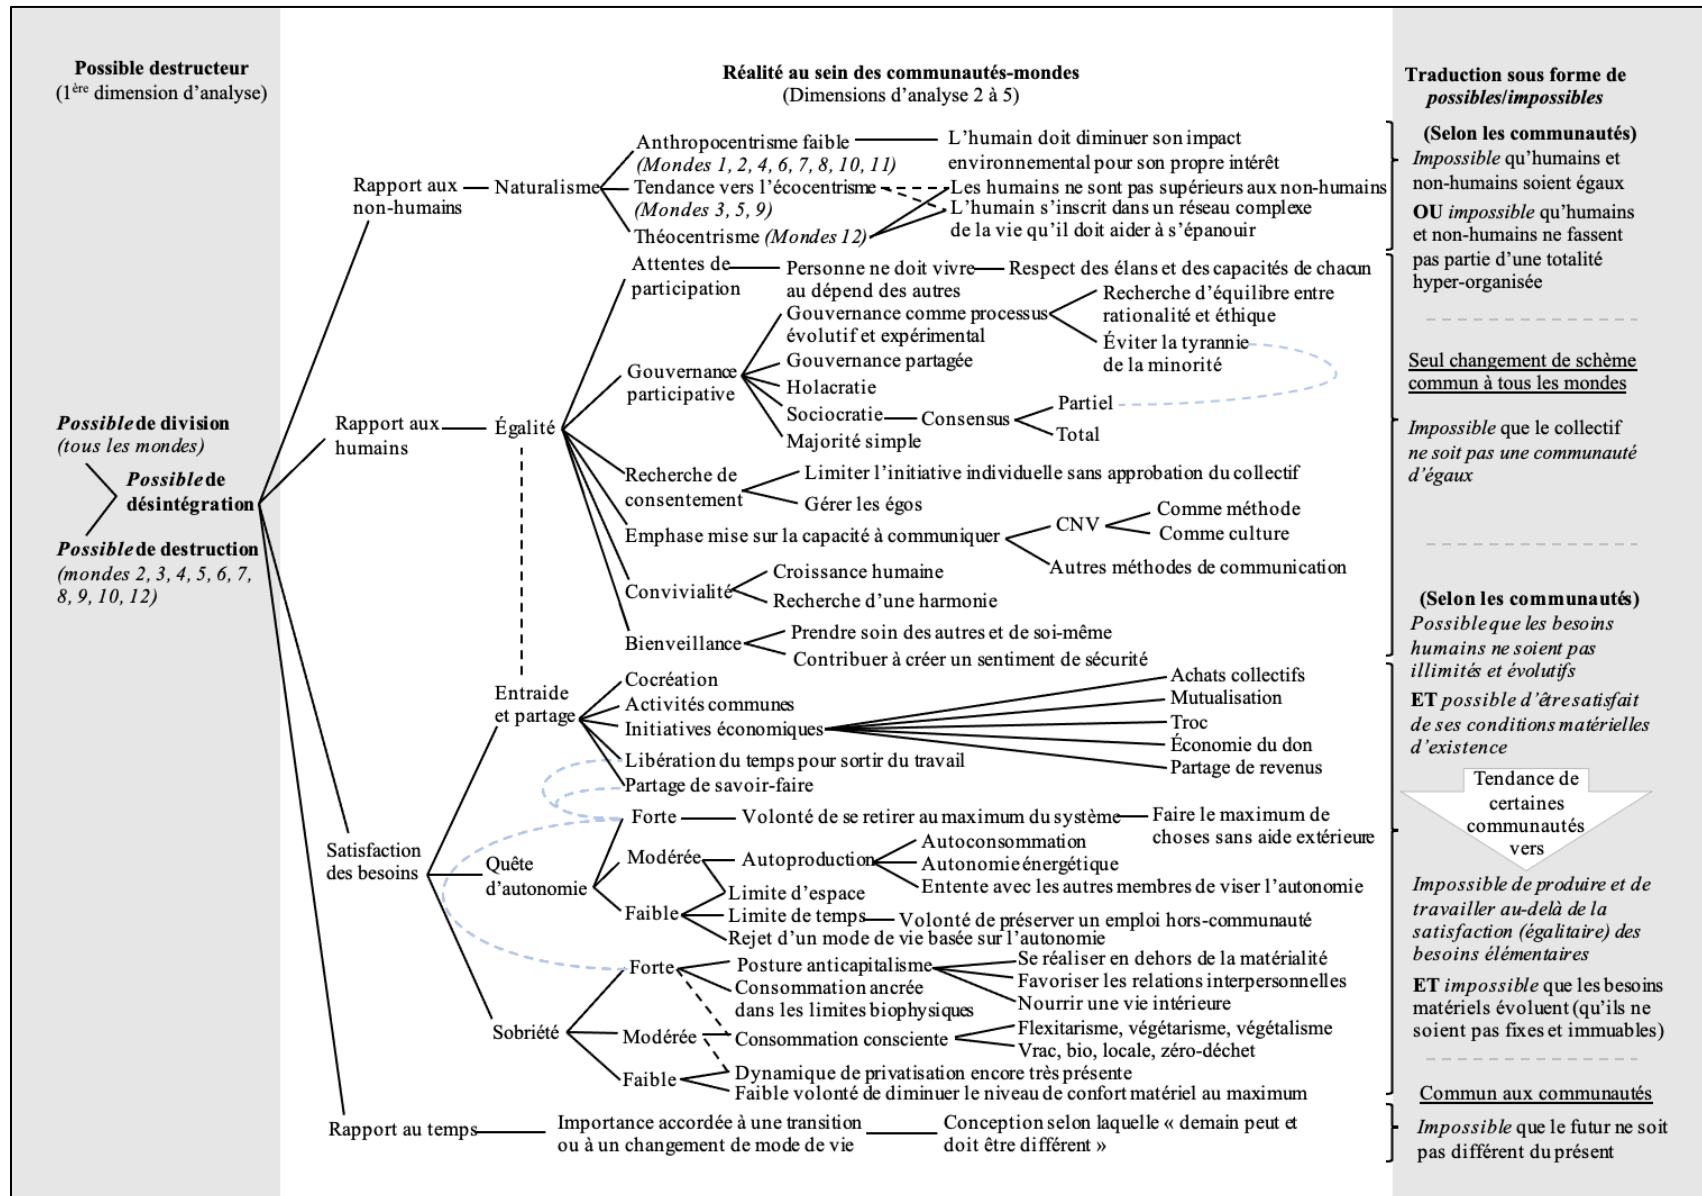 Possible destructeur
(1ère dimension d'analyse)
Possible de division
(tous les mondes)
Possible de
désintégration
Possible de destruction
(mondes 2, 3, 4, 5, 6, 7,
8, 9, 10, 12)
Réalité au sein des communautés-mondes
(Dimensions d'analyse 2 à 5)
Rapport aux
non-humains
Naturalisme
Anthropocentrisme faible
(Mondes 1, 2, 4, 6, 7, 8, 10, 11)
Tendance vers l'écocentrisme
(Mondes 3, 5, 9)
Théocentrisme (Mondes 12)
L'humain doit diminuer son impact
environnemental pour son propre intérêt
Les humains ne sont pas supérieurs aux non-humains
L'humain s'inscrit dans un réseau complexe
de la vie qu'il doit aider à s'épanouir
Rapport aux
humains
Égalité
Attentes de
participation
Personne ne doit vivre
au dépend des autres
Respect des élans et des capacités de chacun
Gouvernance
participative
Gouvernance comme processus
évolutif et expérimental
Recherche d'équilibre entre
rationalité et éthique
Éviter la tyrannie
de la minorité
Gouvernance partagée
Holacratie
Sociocratie
Consensus
Partiel
Total
Majorité simple
Recherche de
consentement
Limiter l'initiative individuelle sans approbation du collectif
Gérer les égos
Emphase mise sur la capacité à communiquer
CNV
Comme méthode
Comme culture
Autres méthodes de communication
Convivialité
Croissance humaine
Recherche d'une harmonie
Bienveillance
Prendre soin des autres et de soi-même
Contribuer à créer un sentiment de sécurité
Satisfaction
des besoins
Entraide
et partage
Cocréation
Activités communes
Initiatives économiques
Achats collectifs
Mutualisation
Troc
Économie du don
Partage de revenus
Libération du temps pour sortir du travail
Partage de savoir-faire
Quête
d'autonomie
Forte
Volonté de se retirer au maximum du système
Faire le maximum de
choses sans aide extérieure
Modérée
Autoproduction
Autoconsommation
Autonomie énergétique
Entente avec les autres membres de viser l'autonomie
Limite d'espace
Faible
Limite de temps
Volonté de préserver un emploi hors-communauté
Rejet d'un mode de vie basée sur l'autonomie
Sobriété
Forte
Posture anticapitalisme
Se réaliser en dehors de la matérialité
Favoriser les relations interpersonnelles
Nourrir une vie intérieure
Consommation ancrée
dans les limites biophysiques
Modérée
Consommation consciente
Flexitarisme, végétarisme, végétalisme
Vrac, bio, locale, zéro-déchet
Faible
Dynamique de privatisation encore très présente
Faible volonté de diminuer le niveau de confort matériel au maximum
Rapport au temps
Importance accordée à une transition
ou à un changement de mode de vie
Conception selon laquelle « demain peut et
doit être différent »
Traduction sous forme de
possibles/impossibles
(Selon les communautés)
Impossible qu'humains et
non-humains soient égaux
OU impossible qu'humains
et non-humains ne fassent
pas partie d'une totalité
hyper-organisée
Seul changement de schème
commun à tous les mondes
Impossible que le collectif
ne soit pas une communauté
d'égaux
(Selon les communautés)
Possible que les besoins
humains ne soient pas
illimités et évolutifs
ET possible d'être satisfait
de ses conditions matérielles
d'existence
Tendance de
certaines
communautés
vers
Impossible de produire et de
travailler au-delà de la
satisfaction (égalitaire) des
besoins élémentaires
ET impossible que les besoins
matériels évoluent (qu'ils ne
soient pas fixes et immuables)
Commun aux communautés
Impossible que le futur ne soit
pas différent du présent